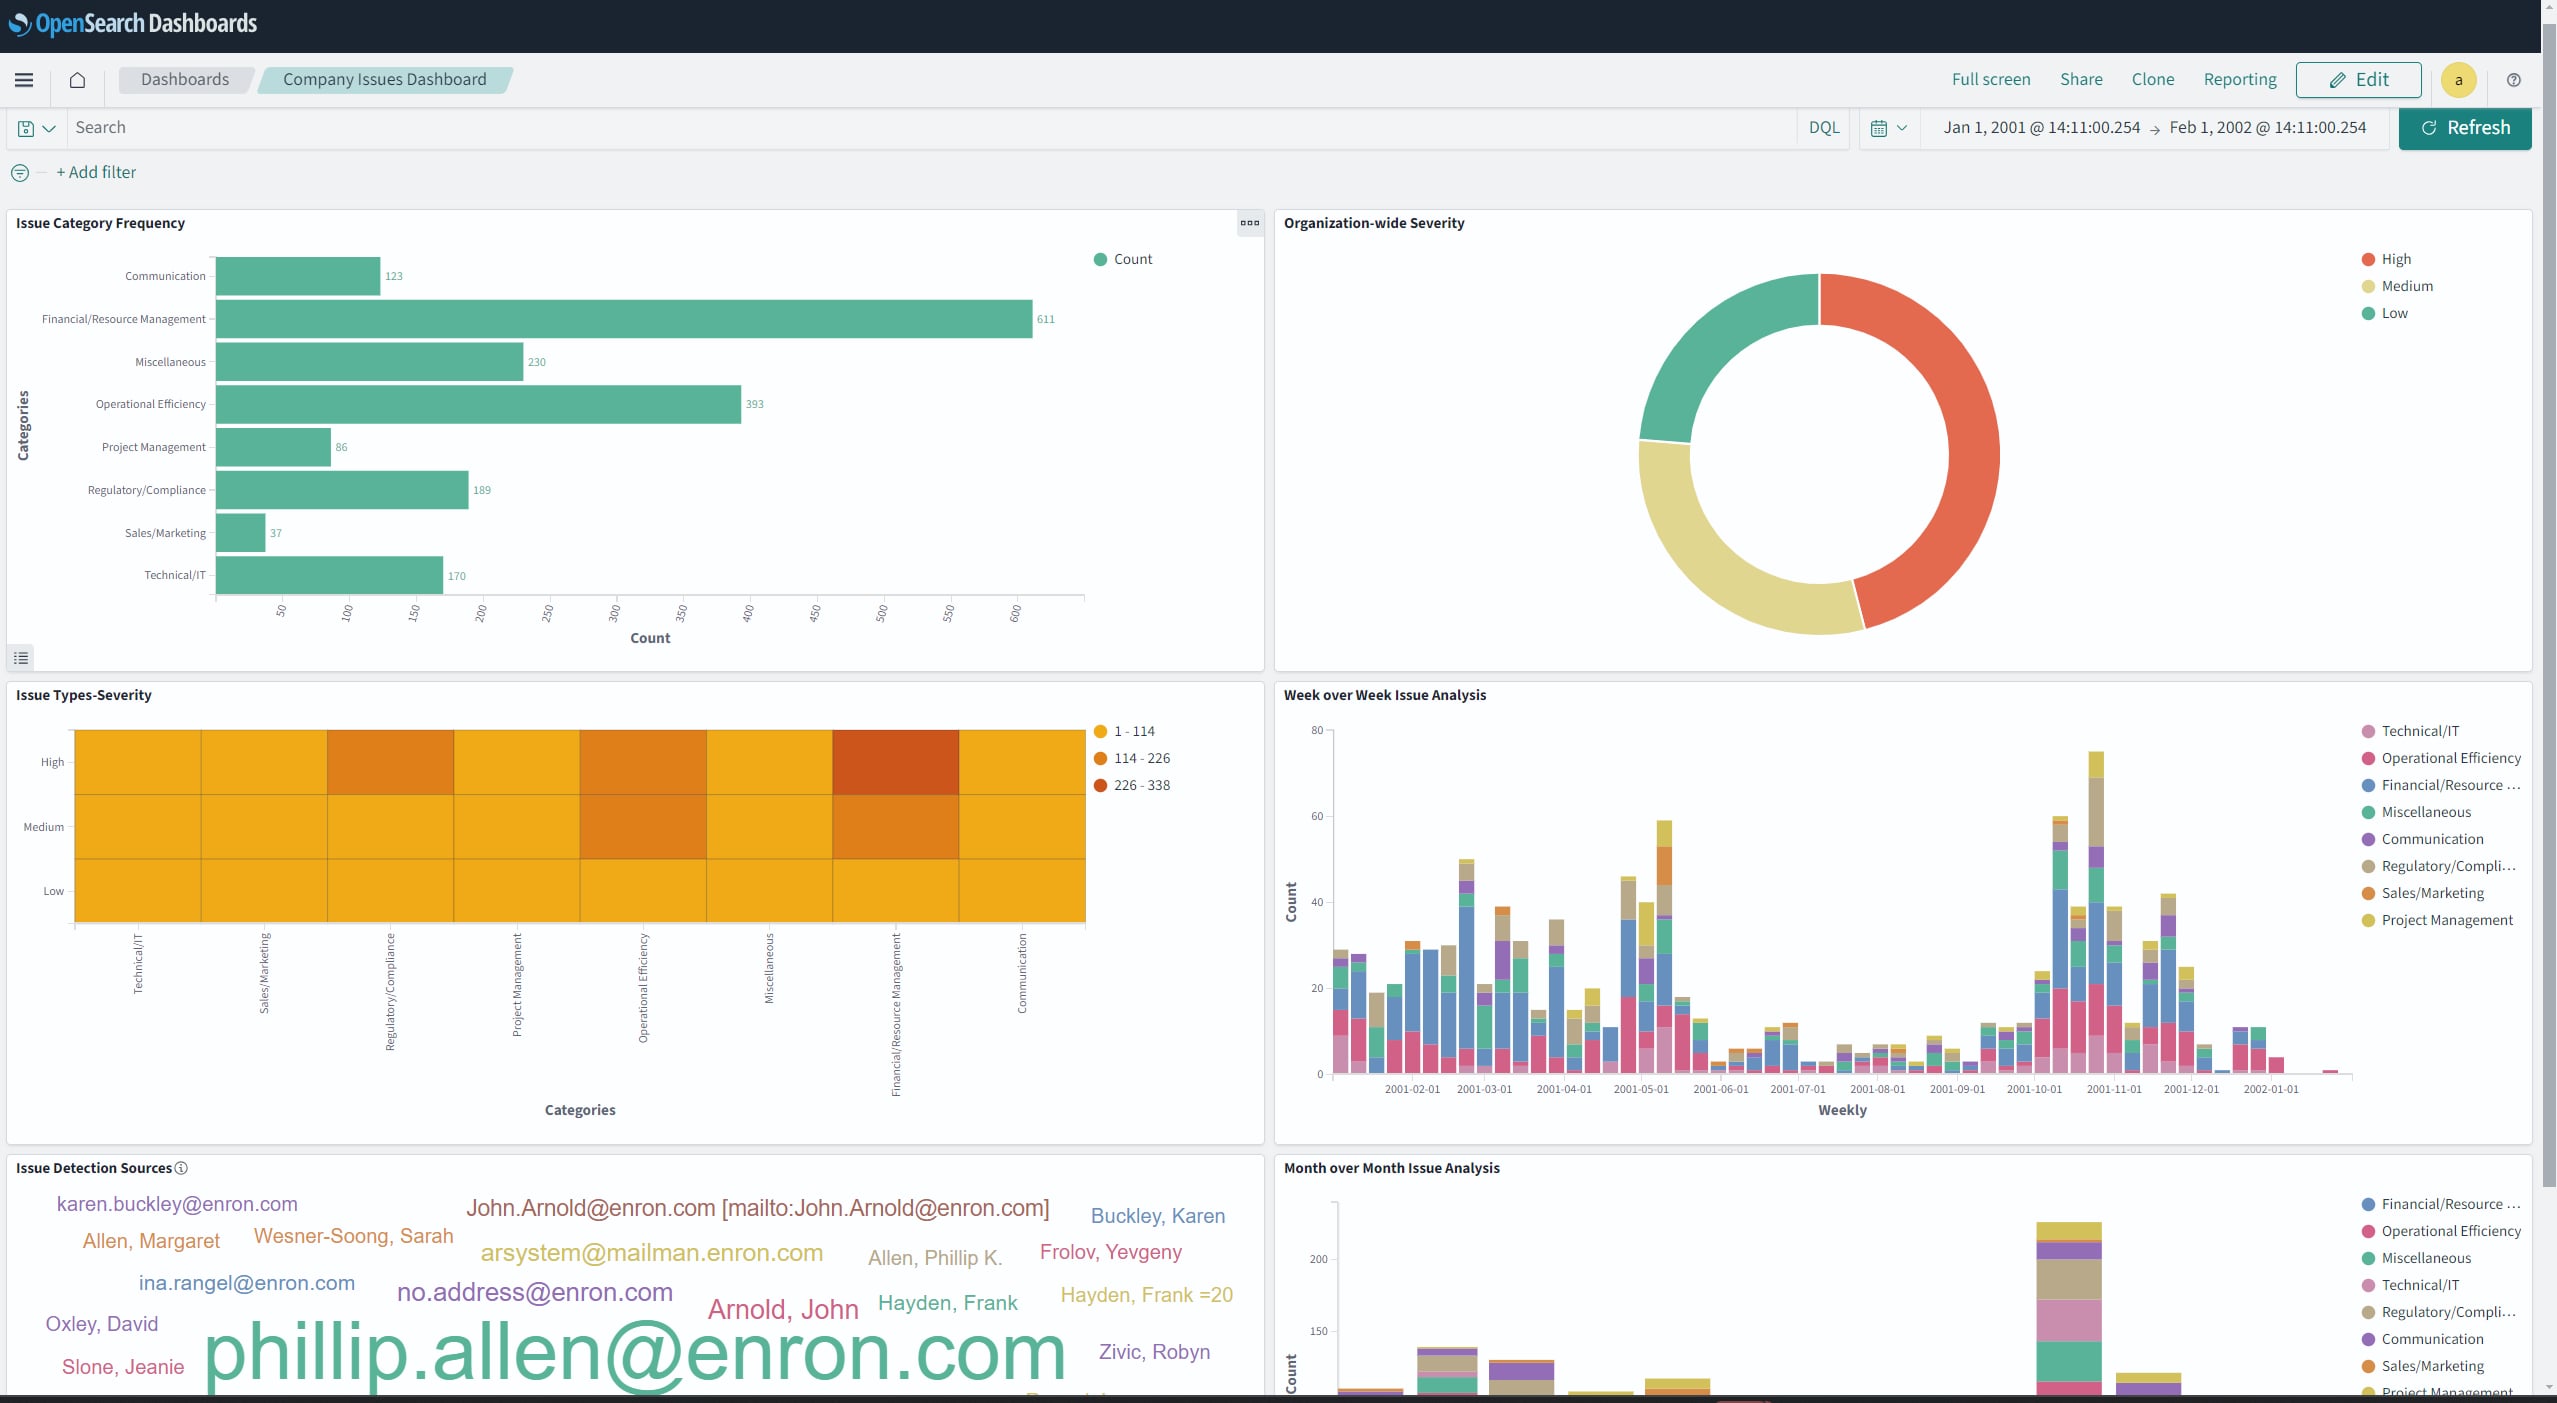 OpenSearch Dashboards
Dashboards
Company Issues Dashboard
Full screen
Share
Clone
Reporting
Edit
a
Search
DQL
Jan 1, 2001 @ 14:11:00.254 → Feb 1, 2002 @ 14:11:00.254
Refresh
+ Add filter
Issue Category Frequency
Categories
Communication 123
Financial/Resource Management 611
Miscellaneous 230
Operational Efficiency 393
Project Management 86
Regulatory/Compliance 189
Sales/Marketing 37
Technical/IT 170
50 100 150 200 250 300 350 400 450 500 550 600
Count
Count
Organization-wide Severity
High
Medium
Low
Issue Types-Severity
High
Medium
Low
Technical/IT
Sales/Marketing
Regulatory/Compliance
Project Management
Operational Efficiency
Miscellaneous
Financial/Resource Management
Communication
Categories
1 - 114
114 - 226
226 - 338
Week over Week Issue Analysis
Count
80
60
40
20
0
2001-02-01 2001-03-01 2001-04-01 2001-05-01 2001-06-01 2001-07-01 2001-08-01 2001-09-01 2001-10-01 2001-11-01 2001-12-01 2002-01-01
Weekly
Technical/IT
Operational Efficiency
Financial/Resource ...
Miscellaneous
Communication
Regulatory/Compli...
Sales/Marketing
Project Management
Issue Detection Sources
karen.buckley@enron.com
John.Arnold@enron.com [mailto:John.Arnold@enron.com]
Buckley, Karen
Allen, Margaret
Wesner-Soong, Sarah
arsystem@mailman.enron.com
Allen, Phillip K.
Frolov, Yevgeny
ina.rangel@enron.com
no.address@enron.com
Arnold, John
Hayden, Frank
Hayden, Frank =20
Oxley, David
phillip.allen@enron.com
Zivic, Robyn
Slone, Jeanie
Month over Month Issue Analysis
Count
200
150
Financial/Resource ...
Operational Efficiency
Miscellaneous
Technical/IT
Regulatory/Compli...
Communication
Sales/Marketing
Project Management